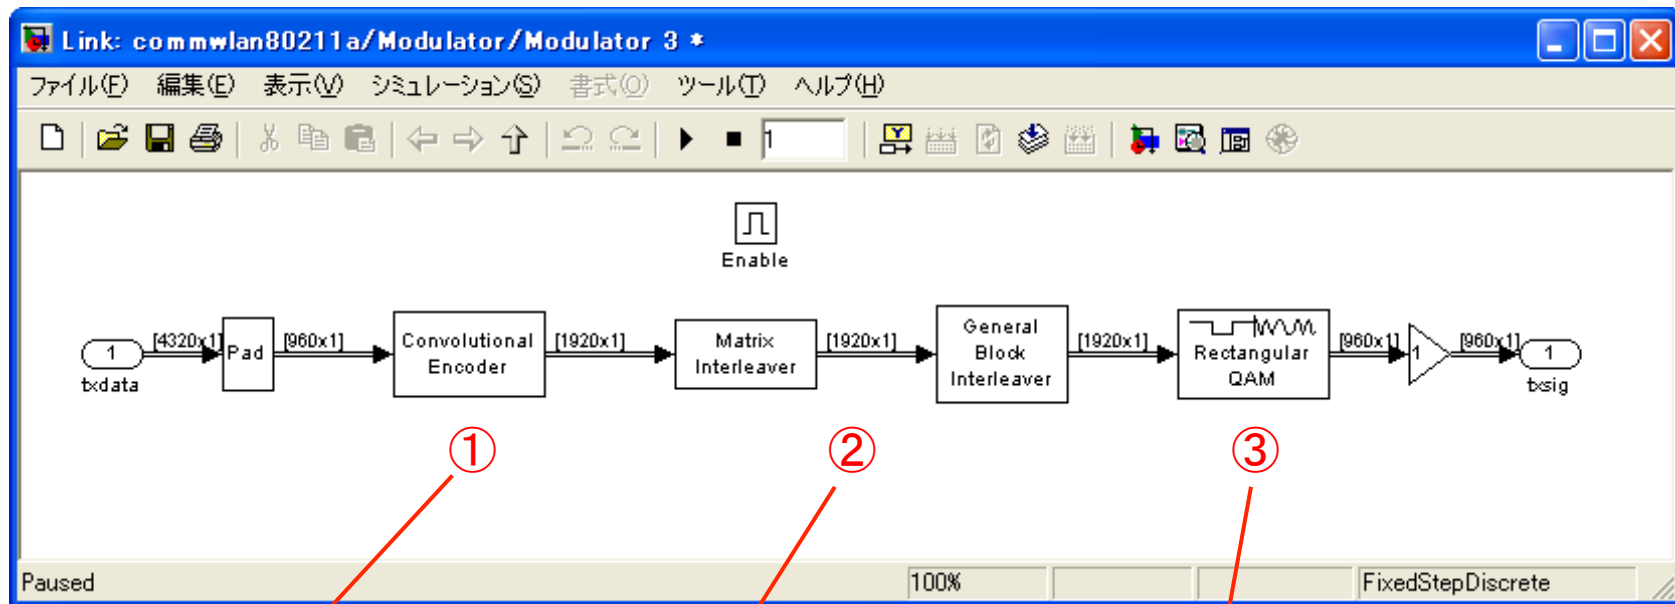 Link: commwlan80211a/Modulator/Modulator 3 *
ファイル(F) 編集(E) 表示(V) シミュレーション(S) 書式(O) ツール(T) ヘルプ(H)
1
Enable
1
txdata
[4320x1]
Pad
[960x1]
Convolutional
Encoder
[1920x1]
Matrix
Interleaver
[1920x1]
General
Block
Interleaver
[1920x1]
Rectangular
QAM
[960x1]
1
[960x1]
1
txsig
① ② ③
Paused 100% FixedStepDiscrete